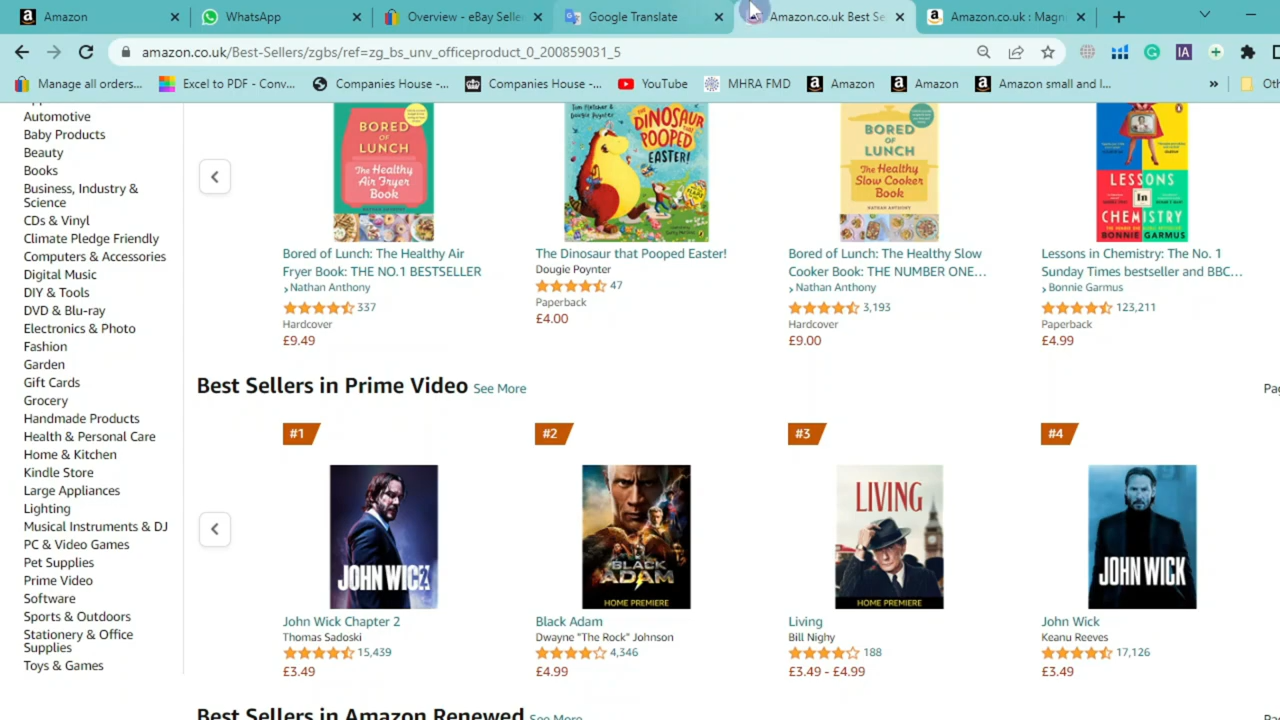 Amazon
WhatsApp
Overview - eBay Selle
Google Translate
Amazon.co.uk Best Se
Amazon.co.uk : Magn
amazon.co.uk/Best-Sellers/zgbs/ref=zg_bs_unv_officeproduct_0_200859031_5
Manage all orders...
Excel to PDF - Conv...
Companies House -...
Companies House -...
YouTube
MHRA FMD
Amazon
Amazon
Amazon small and l...
»
Automotive
Baby Products
Beauty
Books
Business, Industry &
Science
CDs & Vinyl
Climate Pledge Friendly
Computers & Accessories
Digital Music
DIY & Tools
DVD & Blu-ray
Electronics & Photo
Fashion
Garden
Gift Cards
Grocery
Handmade Products
Health & Personal Care
Home & Kitchen
Kindle Store
Large Appliances
Lighting
Musical Instruments & DJ
PC & Video Games
Pet Supplies
Prime Video
Software
Sports & Outdoors
Stationery & Office
Supplies
Toys & Games
BORED
OF
LUNCH
The Healthy
Air Fryer
Book
NATHAN ANTHONY
Bored of Lunch: The Healthy Air
Fryer Book: THE NO.1 BESTSELLER
Nathan Anthony
337
Hardcover
£9.49
Tom Fletcher &
Dougie Poynter
The
DINOSAUR
that
POOPED
EASTER!
The Dinosaur that Pooped Easter!
Dougie Poynter
47
Paperback
£4.00
BORED
OF
LUNCH
The Healthy
Slow Cooker
Book
NATHAN ANTHONY
Bored of Lunch: The Healthy Slow
Cooker Book: THE NUMBER ONE...
Nathan Anthony
3,193
Hardcover
£9.00
LESSONS
In
CHEMISTRY
BONNIE GARMUS
Lessons in Chemistry: The No. 1
Sunday Times bestseller and BBC...
Bonnie Garmus
123,211
Paperback
£4.99
Best Sellers in Prime Video See More
#1
JOHN WICK
2
John Wick Chapter 2
Thomas Sadoski
15,439
£3.49
#2
BLACK
ADAM
HOME PREMIERE
Black Adam
Dwayne "The Rock" Johnson
4,346
£4.99
#3
LIVING
HOME PREMIERE
Living
Bill Nighy
188
£3.49 - £4.99
#4
JOHN WICK
John Wick
Keanu Reeves
17,126
£3.49
Best Sellers in Amazon Renewed See More